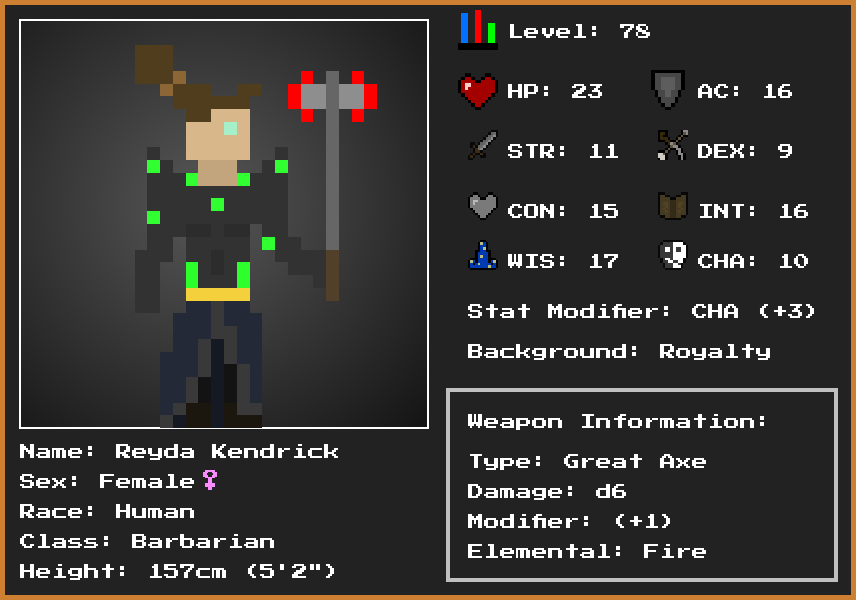 Level: 78
HP: 23
AC: 16
STR: 11
DEX: 9
CON: 15
INT: 16
WIS: 17
CHA: 10
Stat Modifier: CHA (+3)
Background: Royalty
Weapon Information:
Type: Great Axe
Damage: d6
Modifier: (+1)
Elemental: Fire
Name: Reyda Kendrick
Sex: Female♀
Race: Human
Class: Barbarian
Height: 157cm (5'2")